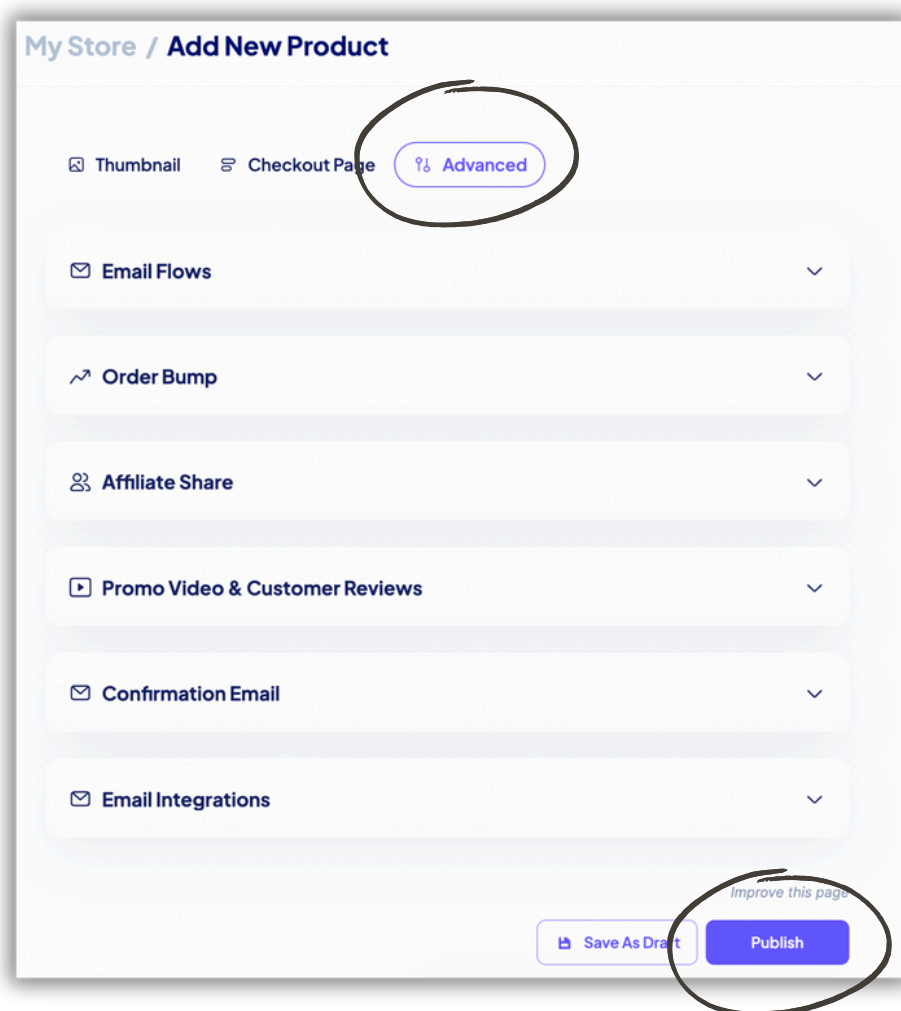 My Store / Add New Product
Thumbnail Checkout Page Advanced
Email Flows
Order Bump
Affiliate Share
Promo Video & Customer Reviews
Confirmation Email
Email Integrations
Improve this page
Save As Draft Publish